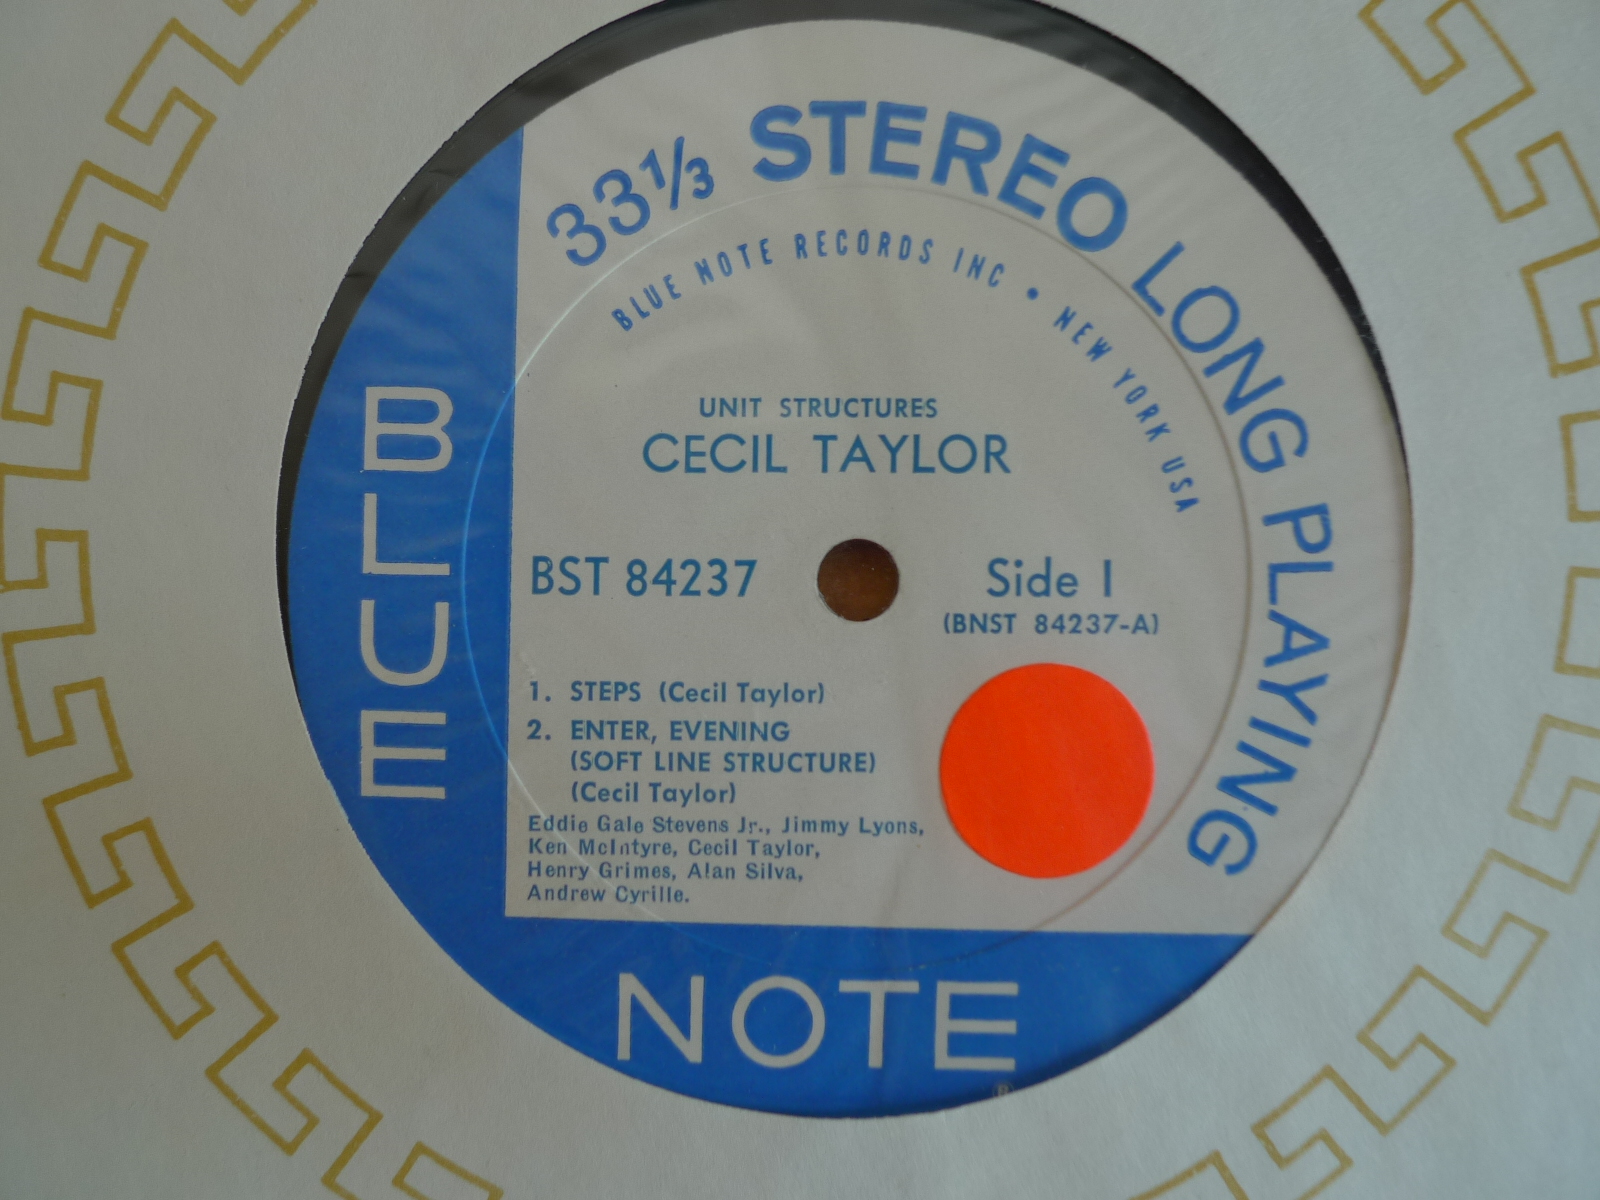 33⅓ STEREO LONG PLAYING
BLUE NOTE RECORDS INC • NEW YORK USA
UNIT STRUCTURES
CECIL TAYLOR
BST 84237
Side 1
(BNST 84237-A)
1. STEPS (Cecil Taylor)
2. ENTER, EVENING
(SOFT LINE STRUCTURE)
(Cecil Taylor)
Eddie Gale Stevens Jr., Jimmy Lyons,
Ken McIntyre, Cecil Taylor,
Henry Grimes, Alan Silva,
Andrew Cyrille.
BLUE
NOTE
®